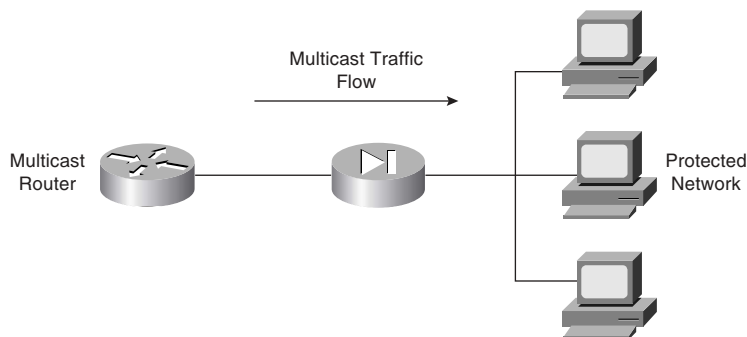 Multicast Traffic
Flow
Multicast
Router
Protected
Network